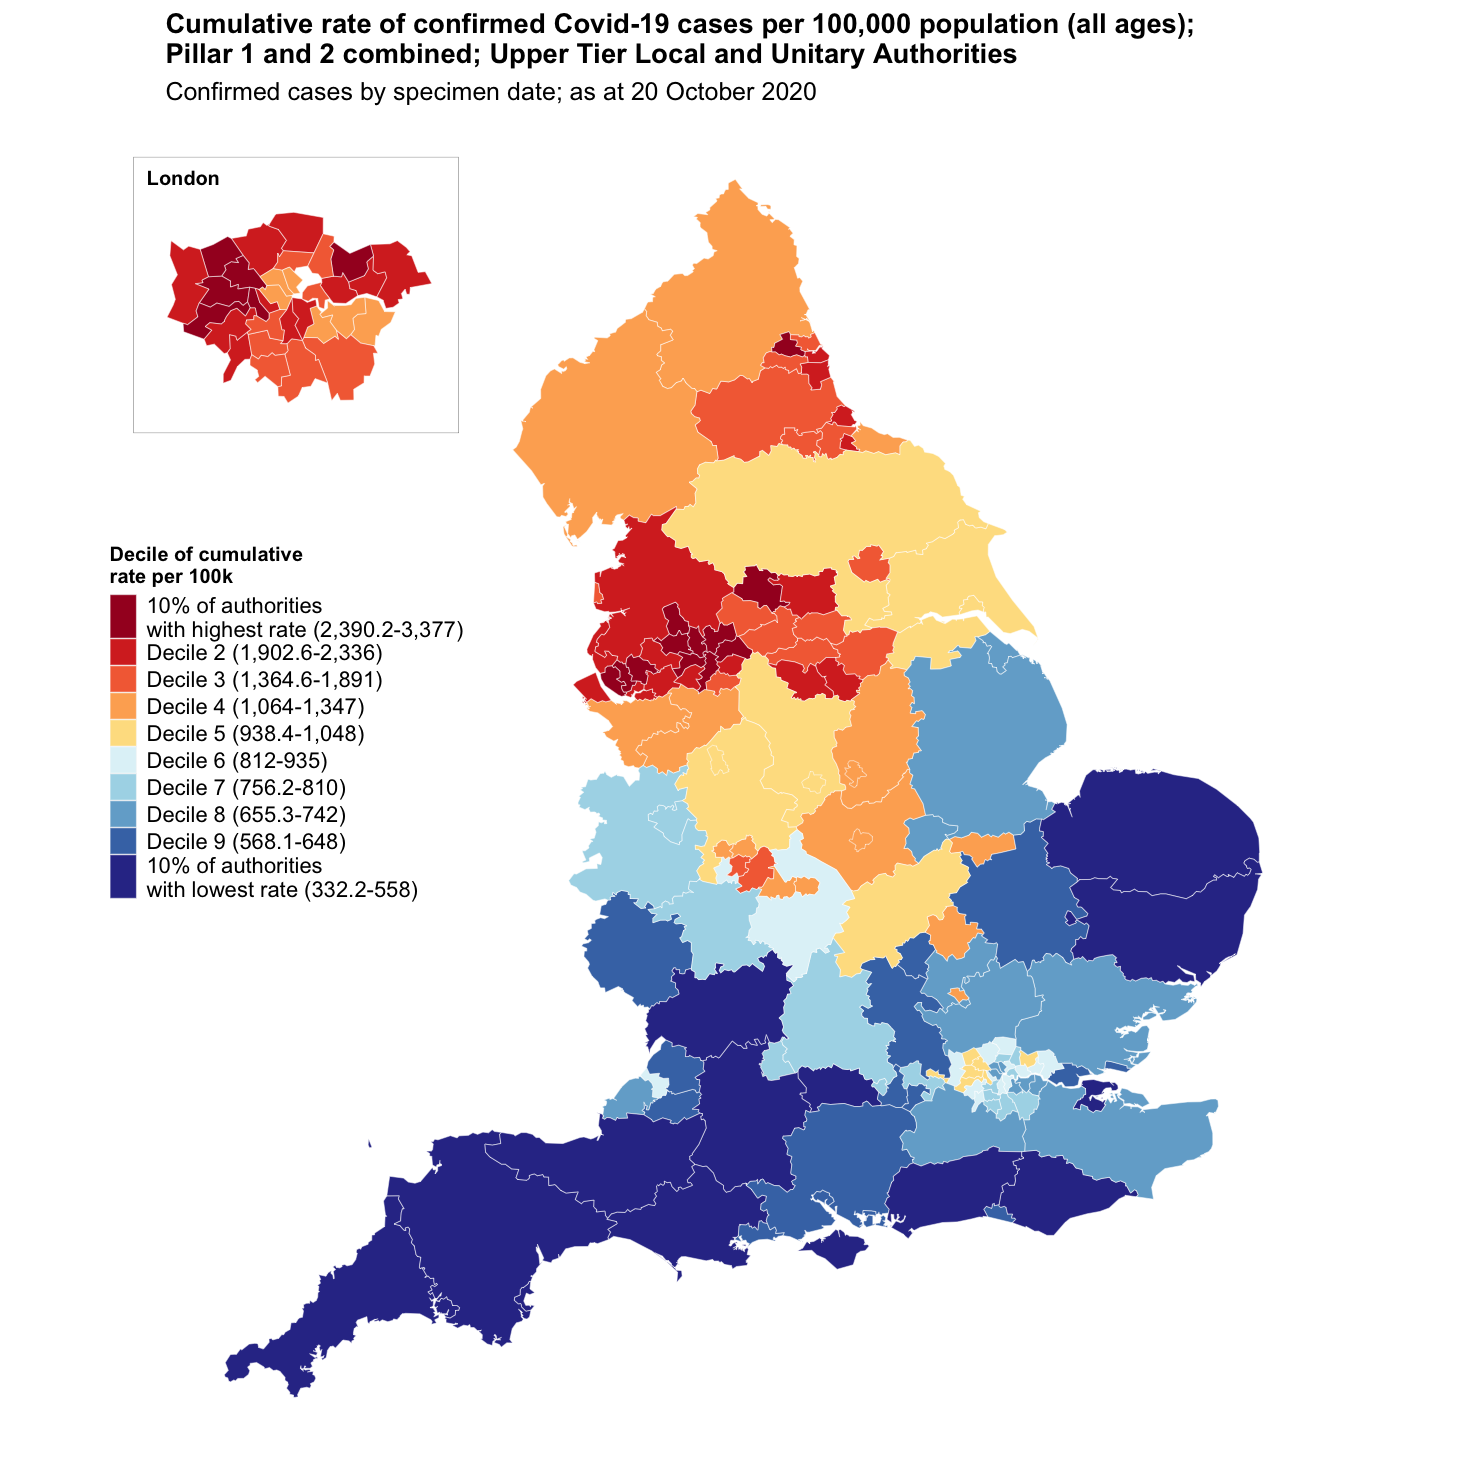 Cumulative rate of confirmed Covid-19 cases per 100,000 population (all ages);
Pillar 1 and 2 combined; Upper Tier Local and Unitary Authorities
Confirmed cases by specimen date; as at 20 October 2020
London
Decile of cumulative
rate per 100k
10% of authorities
with highest rate (2,390.2-3,377)
Decile 2 (1,902.6-2,336)
Decile 3 (1,364.6-1,891)
Decile 4 (1,064-1,347)
Decile 5 (938.4-1,048)
Decile 6 (812-935)
Decile 7 (756.2-810)
Decile 8 (655.3-742)
Decile 9 (568.1-648)
10% of authorities
with lowest rate (332.2-558)